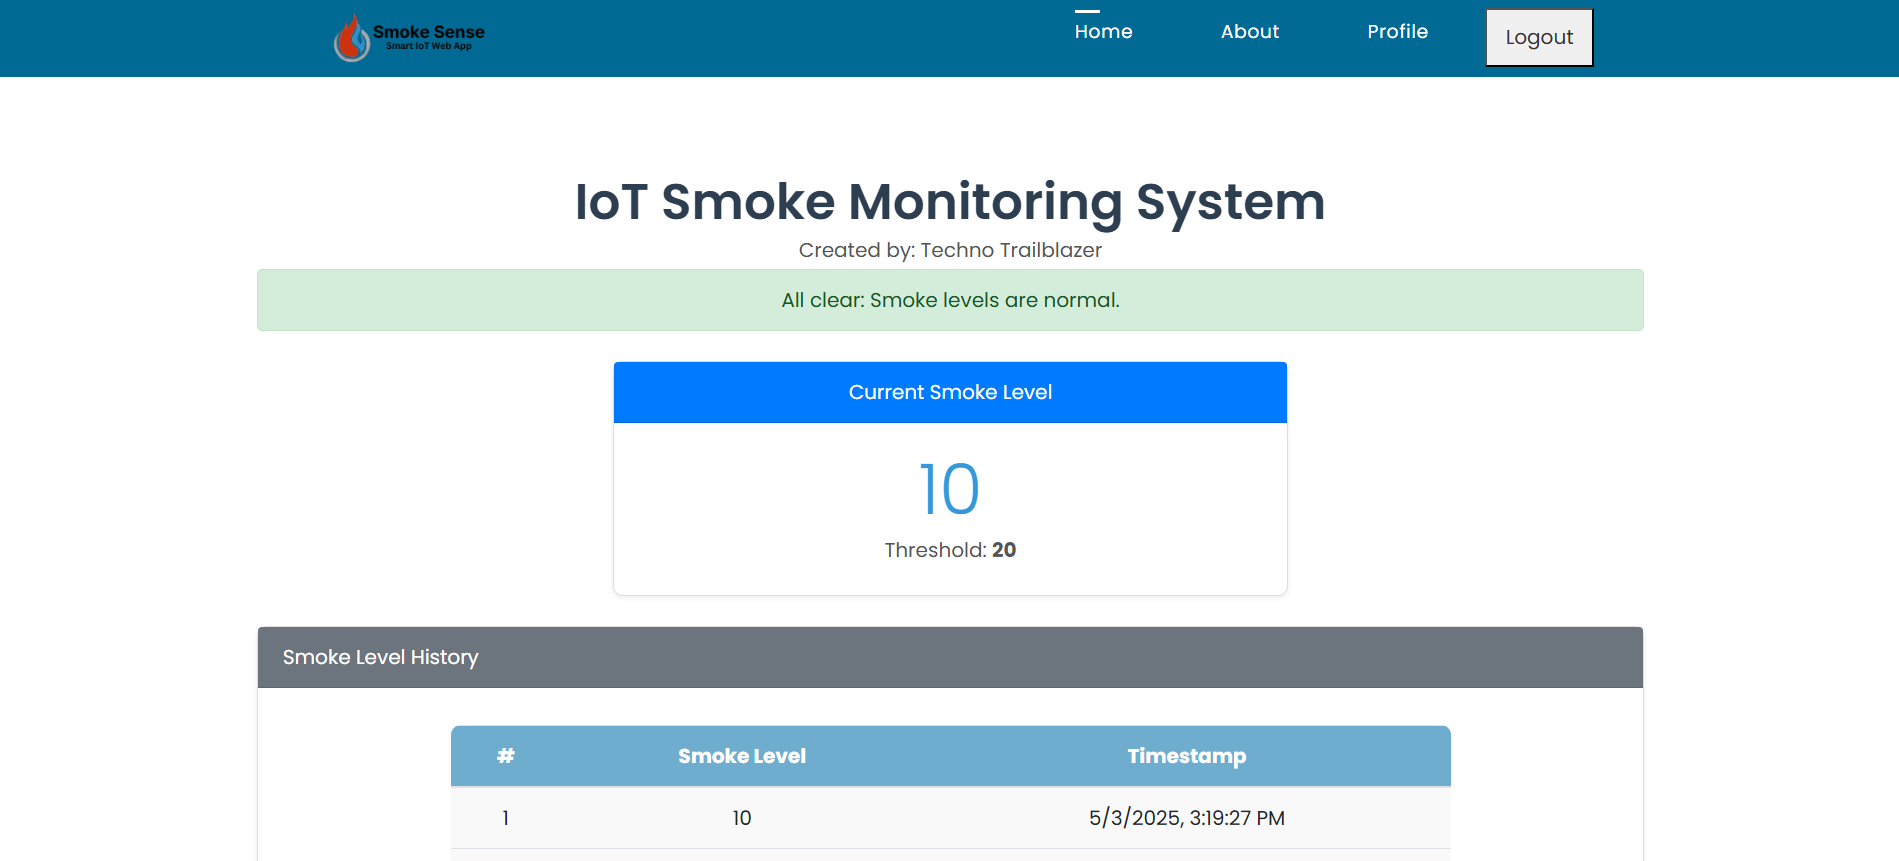 Smoke Sense
Smart IoT Web App
Home About Profile Logout
IoT Smoke Monitoring System
Created by: Techno Trailblazer
All clear: Smoke levels are normal.
Current Smoke Level
10
Threshold: 20
Smoke Level History
# Smoke Level Timestamp
1 10 5/3/2025, 3:19:27 PM